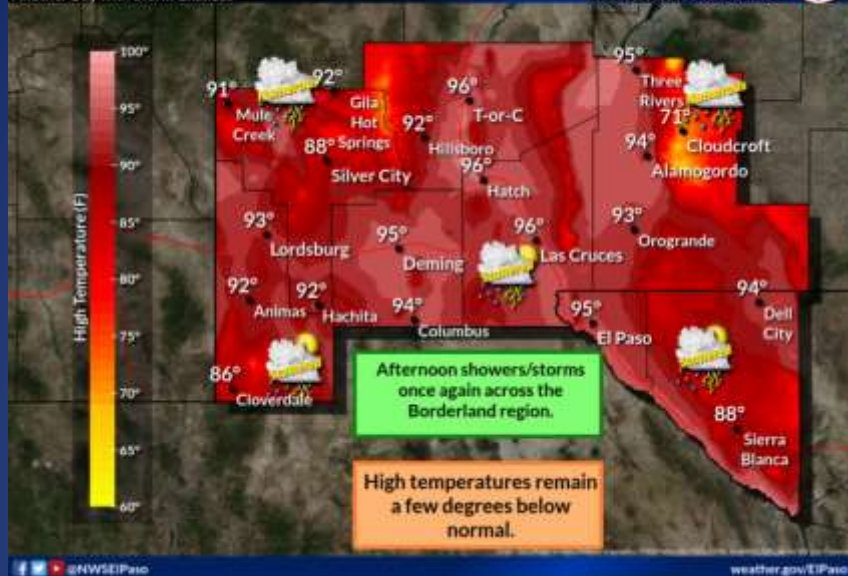 100°
95°
90°
85°
80°
75°
70°
65°
60°
High Temperature (F)
91°
Mule
Creek
92°
Gila
Hot
Springs
88°
Silver City
96°
T-or-C
92°
Hillsboro
96°
Hatch
95°
Three
Rivers
71°
Cloudcroft
94°
Alamogordo
93°
Lordsburg
95°
Deming
96°
Las Cruces
93°
Orogrande
92°
Animas
92°
Hachita
94°
Columbus
95°
El Paso
94°
Dell
City
86°
Cloverdale
88°
Sierra
Blanca
Afternoon showers/storms
once again across the
Borderland region.
High temperatures remain
a few degrees below
normal.
@NWSElPaso
weather.gov/ElPaso